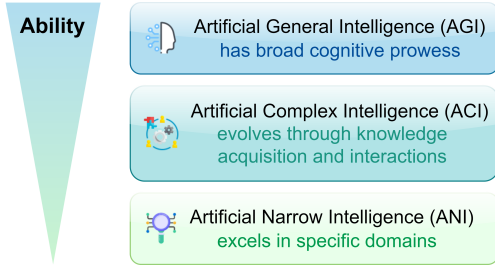 Ability
Artificial General Intelligence (AGI)
has broad cognitive prowess
Artificial Complex Intelligence (ACI)
evolves through knowledge
acquisition and interactions
Artificial Narrow Intelligence (ANI)
excels in specific domains